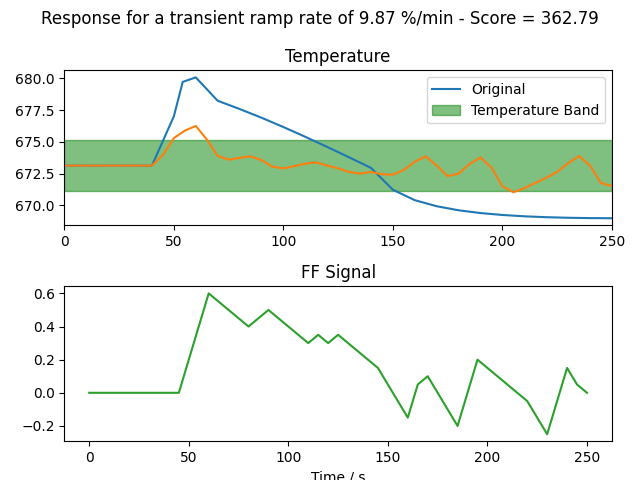 Response for a transient ramp rate of 9.87 %/min - Score = 362.79
Temperature
680.0
677.5
675.0
672.5
670.0
Original
Temperature Band
0 50 100 150 200 250
FF Signal
0.6
0.4
0.2
0.0
−0.2
0 50 100 150 200 250
Time / s